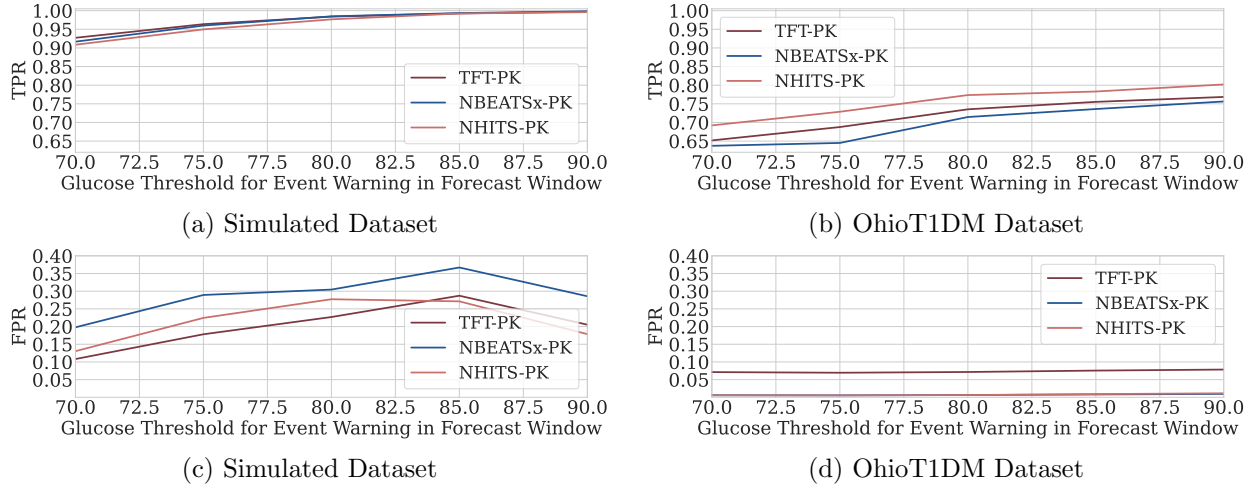 1.00
0.95
0.90
0.85
0.80
0.75
0.70
0.65
TPR
TFT-PK
NBEATSx-PK
NHITS-PK
70.0 72.5 75.0 77.5 80.0 82.5 85.0 87.5 90.0
Glucose Threshold for Event Warning in Forecast Window
(a) Simulated Dataset
1.00
0.95
0.90
0.85
0.80
0.75
0.70
0.65
TPR
TFT-PK
NBEATSx-PK
NHITS-PK
70.0 72.5 75.0 77.5 80.0 82.5 85.0 87.5 90.0
Glucose Threshold for Event Warning in Forecast Window
(b) OhioT1DM Dataset
0.40
0.35
0.30
0.25
0.20
0.15
0.10
0.05
FPR
TFT-PK
NBEATSx-PK
NHITS-PK
70.0 72.5 75.0 77.5 80.0 82.5 85.0 87.5 90.0
Glucose Threshold for Event Warning in Forecast Window
(c) Simulated Dataset
0.40
0.35
0.30
0.25
0.20
0.15
0.10
0.05
FPR
TFT-PK
NBEATSx-PK
NHITS-PK
70.0 72.5 75.0 77.5 80.0 82.5 85.0 87.5 90.0
Glucose Threshold for Event Warning in Forecast Window
(d) OhioT1DM Dataset